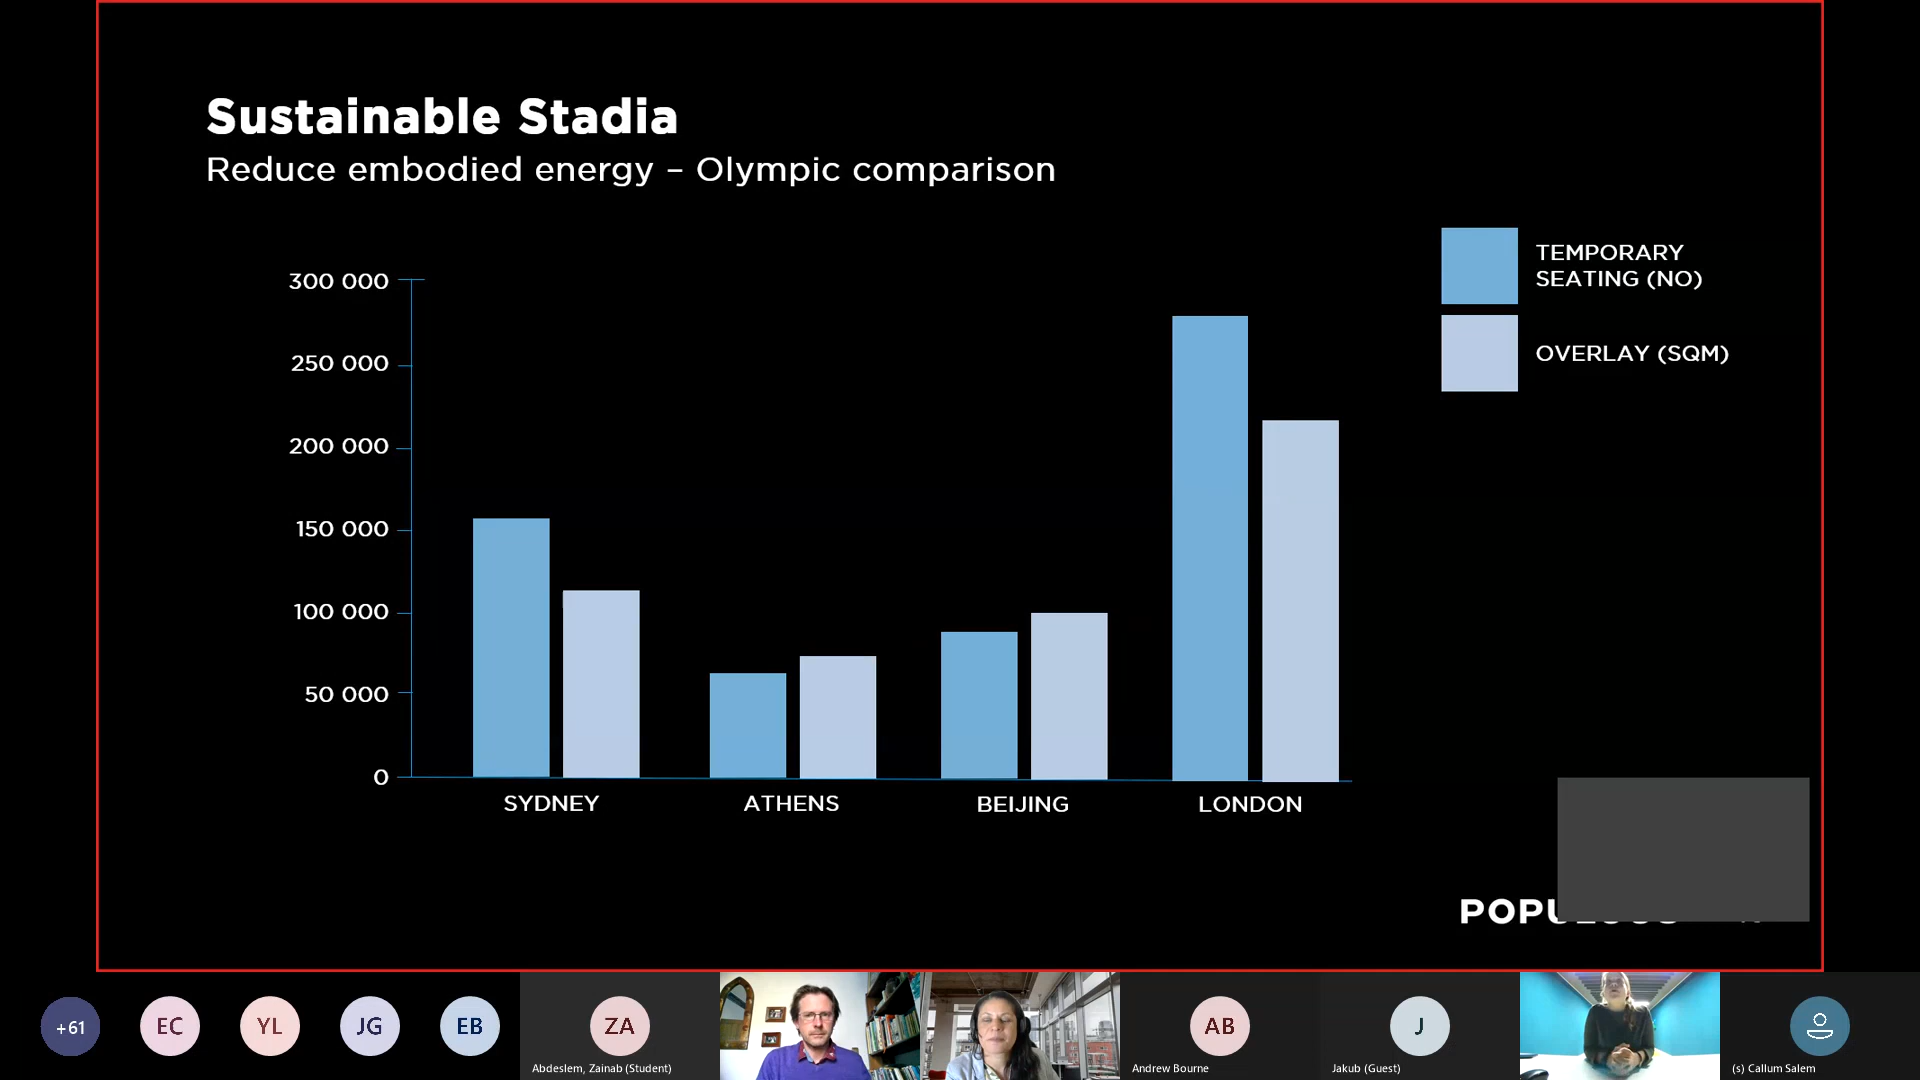 Sustainable Stadia
Reduce embodied energy – Olympic comparison
TEMPORARY
SEATING (NO)
OVERLAY (SQM)
300 000
250 000
200 000
150 000
100 000
50 000
0
SYDNEY
ATHENS
BEIJING
LONDON
+61
EC
YL
JG
EB
ZA
Abdeslem, Zainab (Student)
AB
Andrew Bourne
J
Jakub (Guest)
(s) Callum Salem